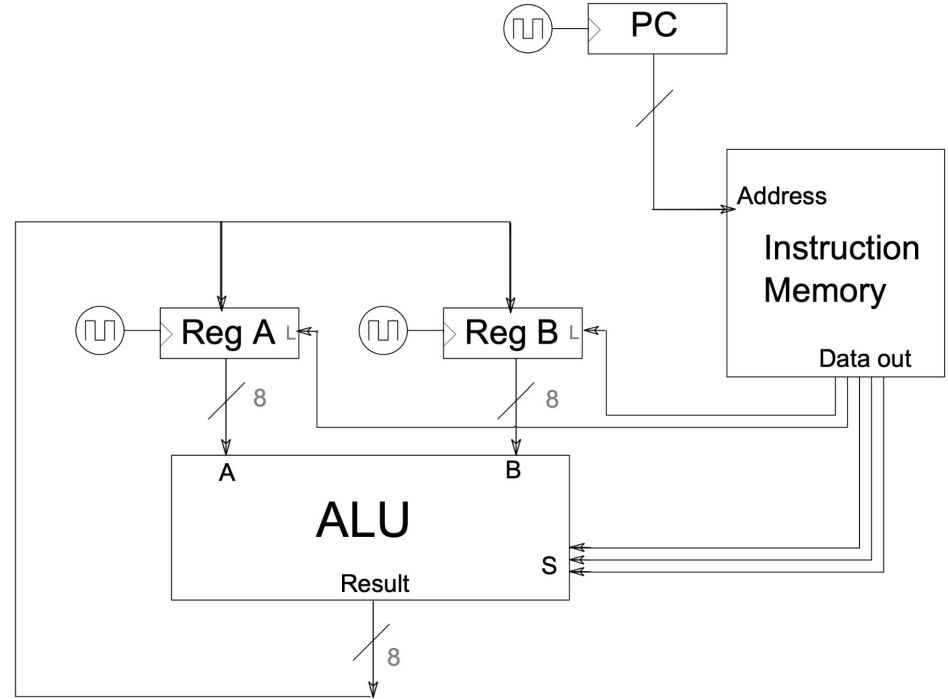 PC
Address
Instruction
Memory
Data out
Reg A L
Reg B L
8
8
A
B
ALU
S
Result
8